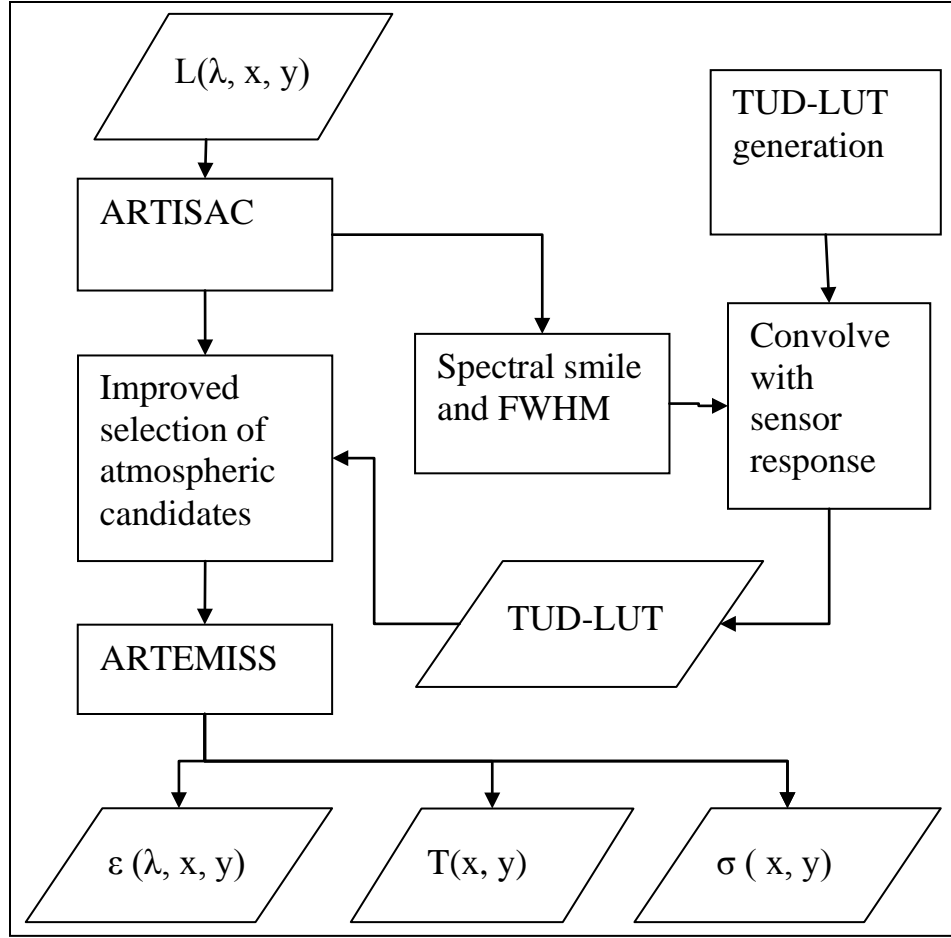 L(λ, x, y)
TUD-LUT
generation
ARTISAC
Improved
selection of
atmospheric
candidates
Spectral smile
and FWHM
Convolve
with
sensor
response
TUD-LUT
ARTEMISS
ε (λ, x, y)
T(x, y)
σ ( x, y)